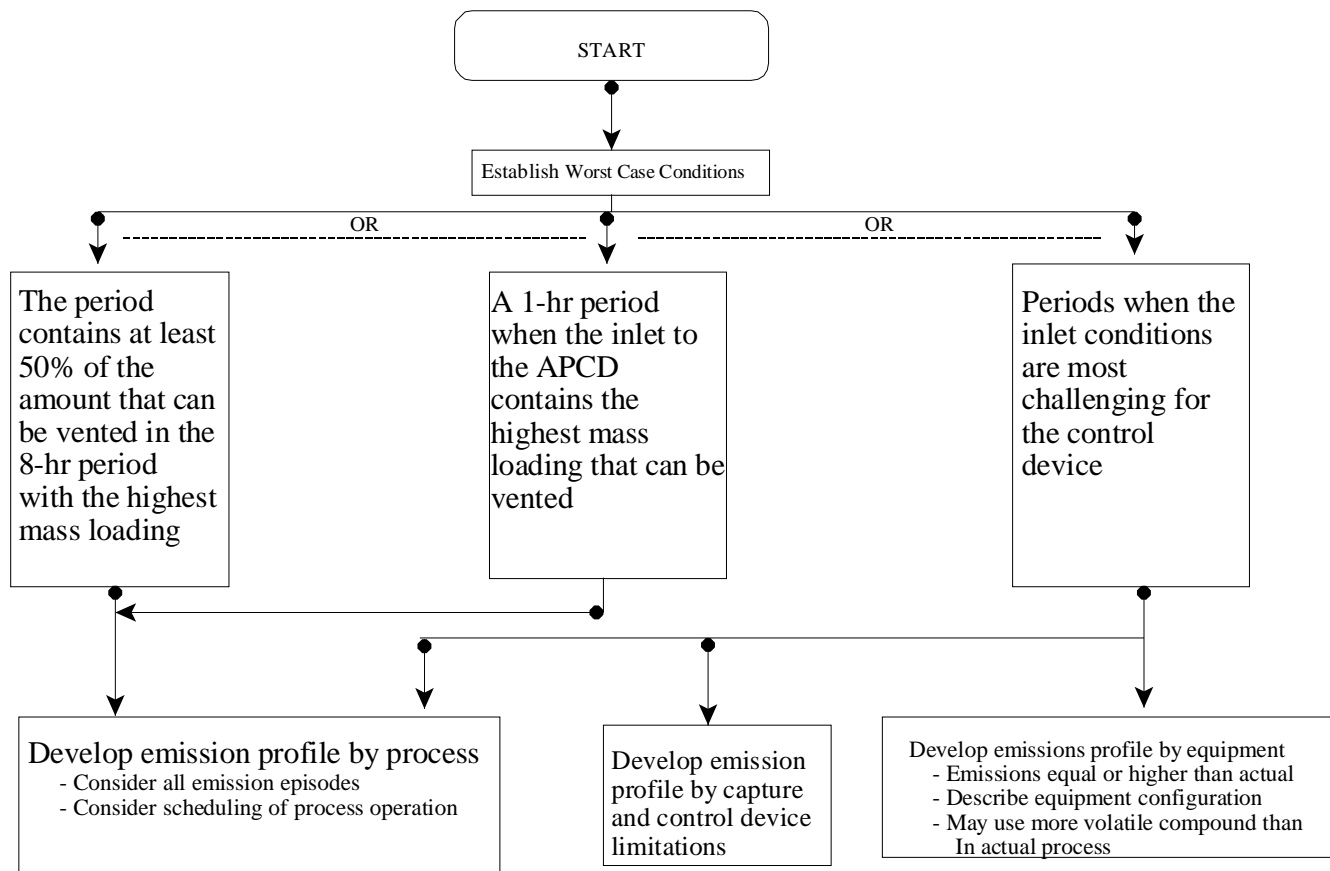 START
Establish Worst Case Conditions
OR
OR
The period
contains at least
50% of the
amount that can
be vented in the
8-hr period
with the highest
mass loading
A 1-hr period
when the inlet to
the APCD
contains the
highest mass
loading that can be
vented
Periods when the
inlet conditions
are most
challenging for
the control
device
Develop emission profile by process
- Consider all emission episodes
- Consider scheduling of process operation
Develop emission
profile by capture
and control device
limitations
Develop emissions profile by equipment
- Emissions equal or higher than actual
- Describe equipment configuration
- May use more volatile compound than
In actual process